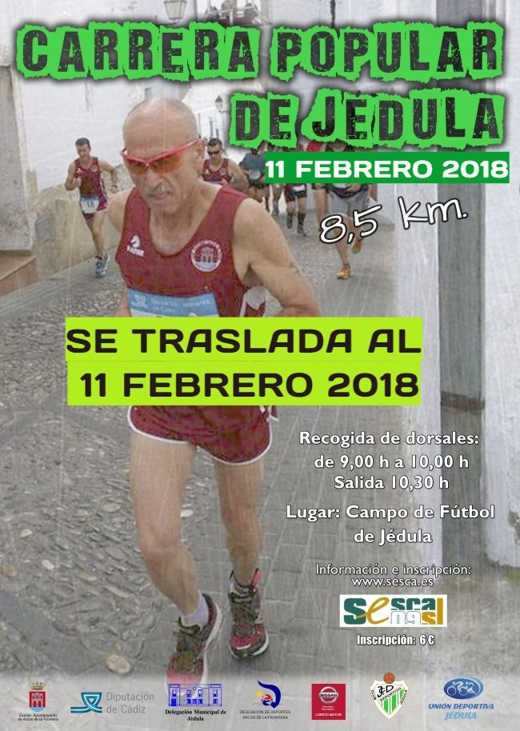 CARRERA POPULAR
DE JEDULA
11 FEBRERO 2018
8,5 km.
SE TRASLADA AL
11 FEBRERO 2018
Recogida de dorsales:
de 9,00 h a 10,00 h
Salida 10,30 h
Lugar: Campo de Fútbol
de Jédula
Información e inscripción:
www.sesca.es
Sesca
Inscripción: 6 €
Diputación
de Cádiz
Delegación Municipal de
Jédula
UNIÓN DEPORTIVA
JÉDULA